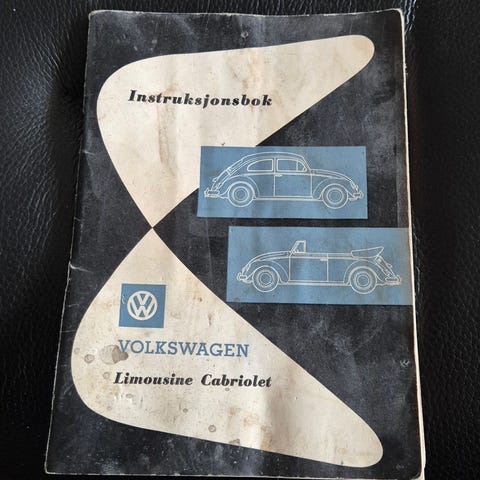 Instruksjonsbok
VW
VOLKSWAGEN
Limousine Cabriolet